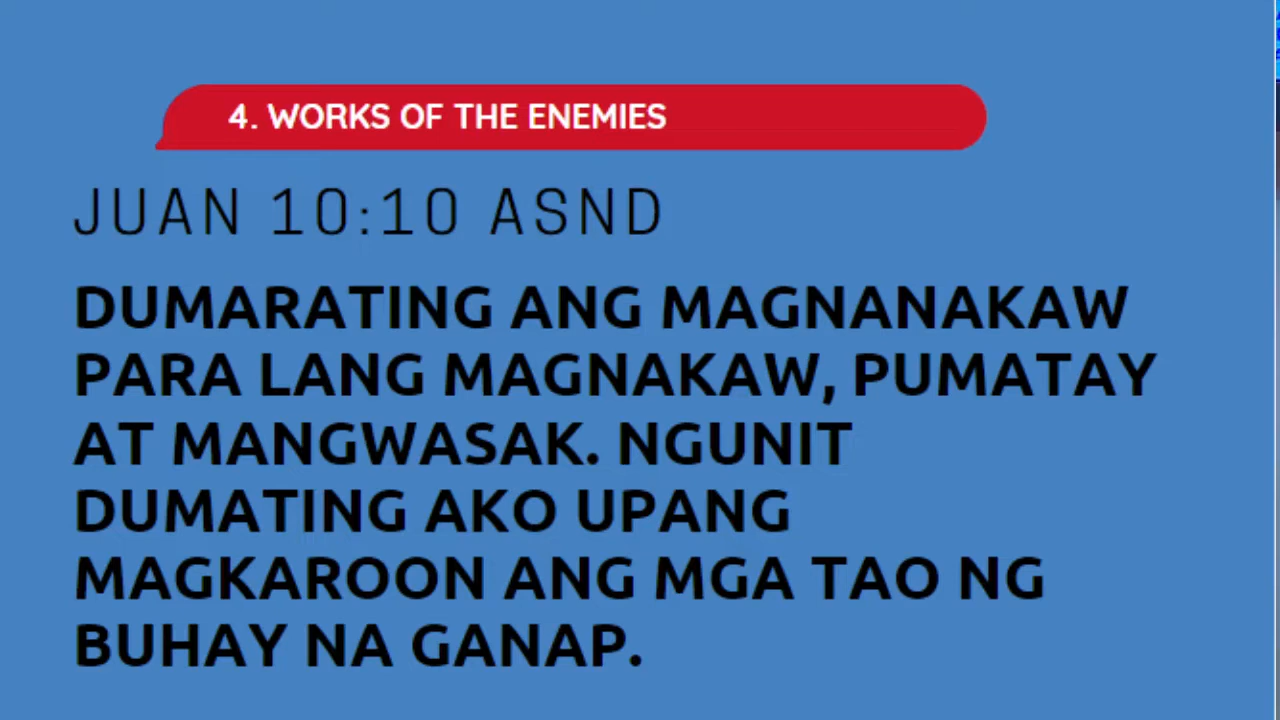 4. WORKS OF THE ENEMIES
JUAN 10:10 ASND
DUMARATING ANG MAGNANAKAW
PARA LANG MAGNAKAW, PUMATAY
AT MANGWASAK. NGUNIT
DUMATING AKO UPANG
MAGKAROON ANG MGA TAO NG
BUHAY NA GANAP.